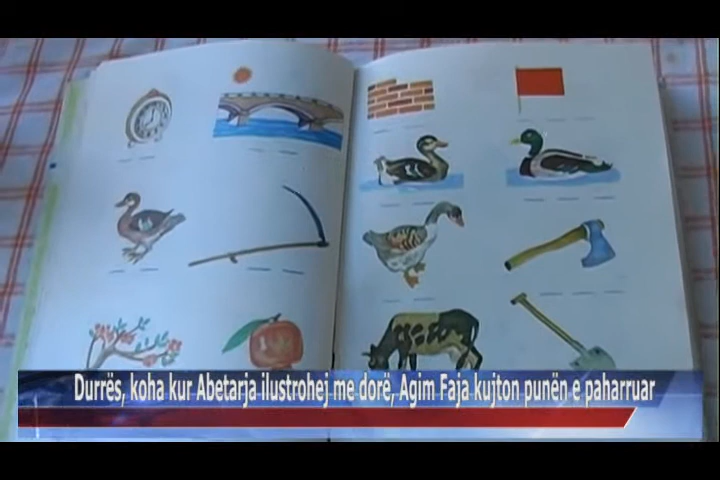 Durrës, koha kur Abetarja ilustrohej me dorë, Agim Faja kujton punën e paharruar